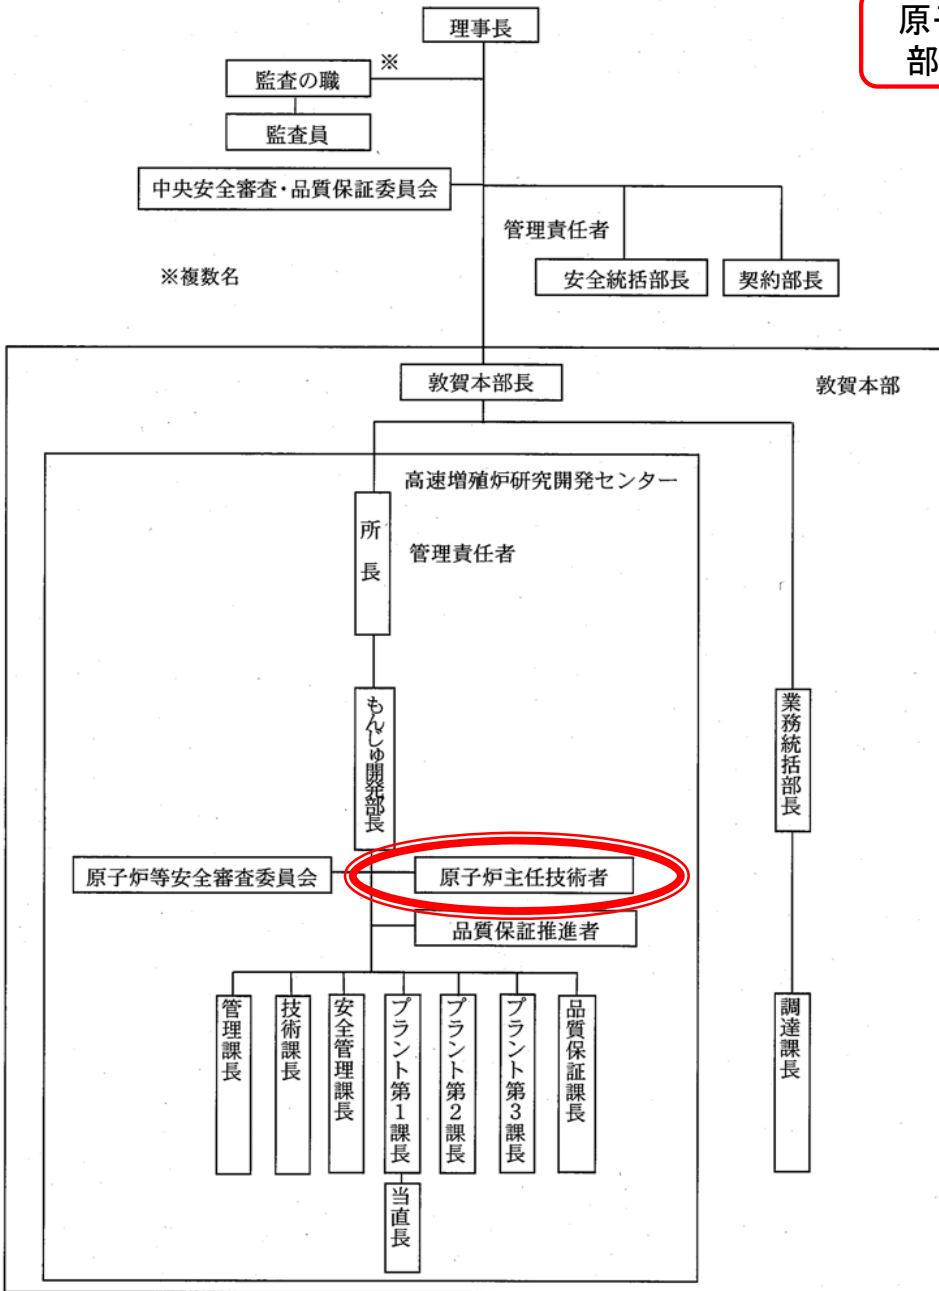 理事長
原子
部
監査の職
※
監査員
中央安全審査・品質保証委員会
管理責任者
※複数名
安全統括部長
契約部長
敦賀本部長
敦賀本部
高速増殖炉研究開発センター
所長
管理責任者
もんじゅ開発部長
業務統括部長
原子炉等安全審査委員会
原子炉主任技術者
品質保証推進者
管理課長
技術課長
安全管理課長
プラント第1課長
プラント第2課長
プラント第3課長
品質保証課長
調達課長
当直長